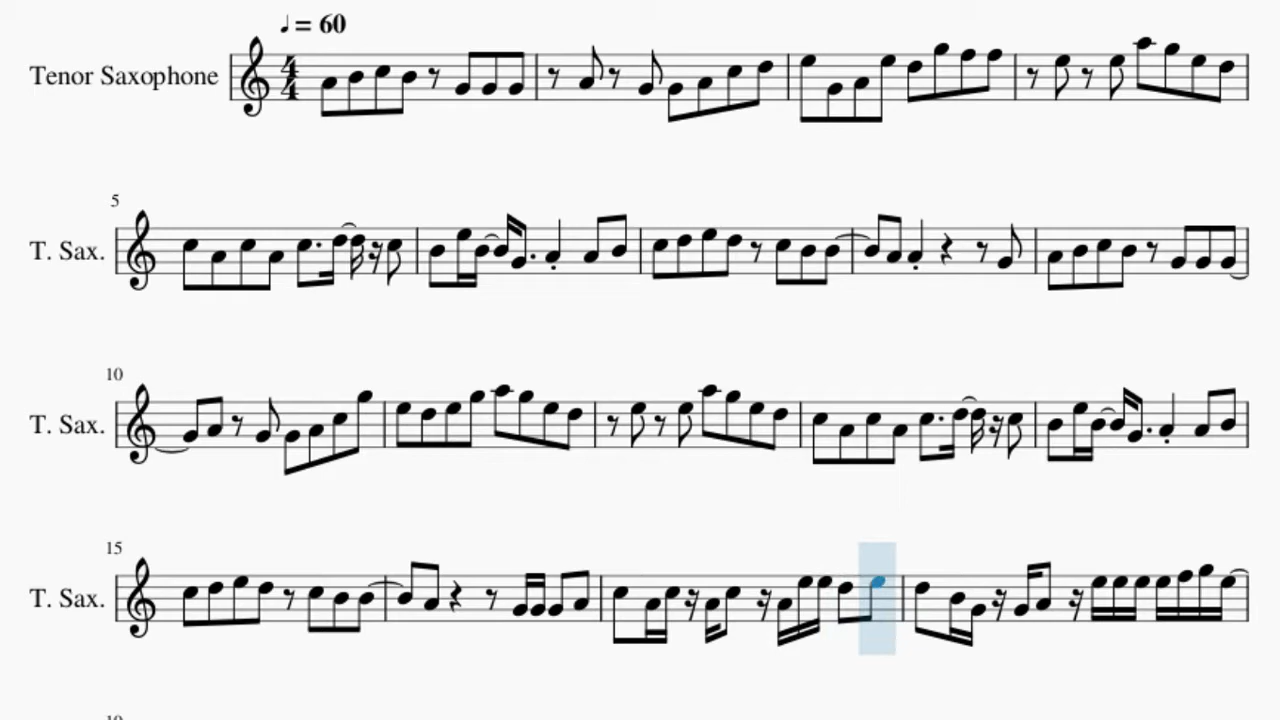 ♩ = 60
Tenor Saxophone
4
4
5
T. Sax.
10
T. Sax.
15
T. Sax.